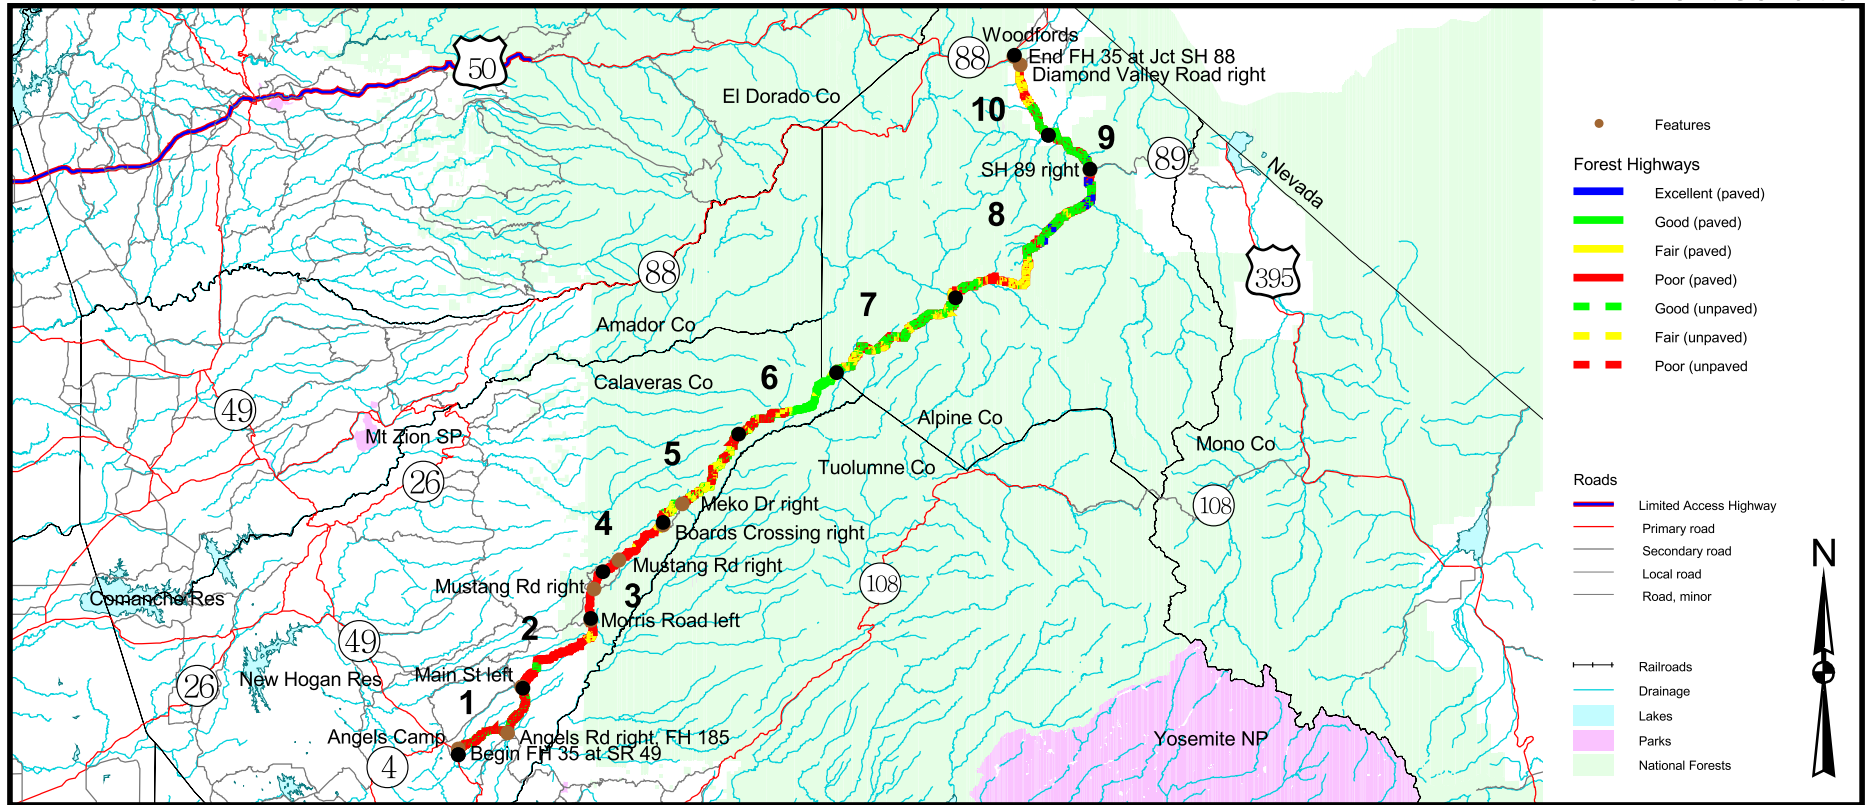 Woodfords
50
88
End FH 35 at Jct SH 88
Diamond Valley Road right
El Dorado Co
10
9
89
SH 89 right
Nevada
8
88
395
7
Amador Co
6
Calaveras Co
49
Alpine Co
Mt Zion SP
Mono Co
5
Tuolumne Co
26
Meko Dr right
108
4
Boards Crossing right
Mustang Rd right
108
Mustang Rd right
3
Comanche Res
Morris Road left
2
49
Main St left
New Hogan Res
26
1
Angels Camp
Angels Rd right, FH 185
Begin FH 35 at SR 49
Yosemite NP
4
Features
Forest Highways
Excellent (paved)
Good (paved)
Fair (paved)
Poor (paved)
Good (unpaved)
Fair (unpaved)
Poor (unpaved
Roads
Limited Access Highway
Primary road
Secondary road
Local road
Road, minor
N
Railroads
Drainage
Lakes
Parks
National Forests